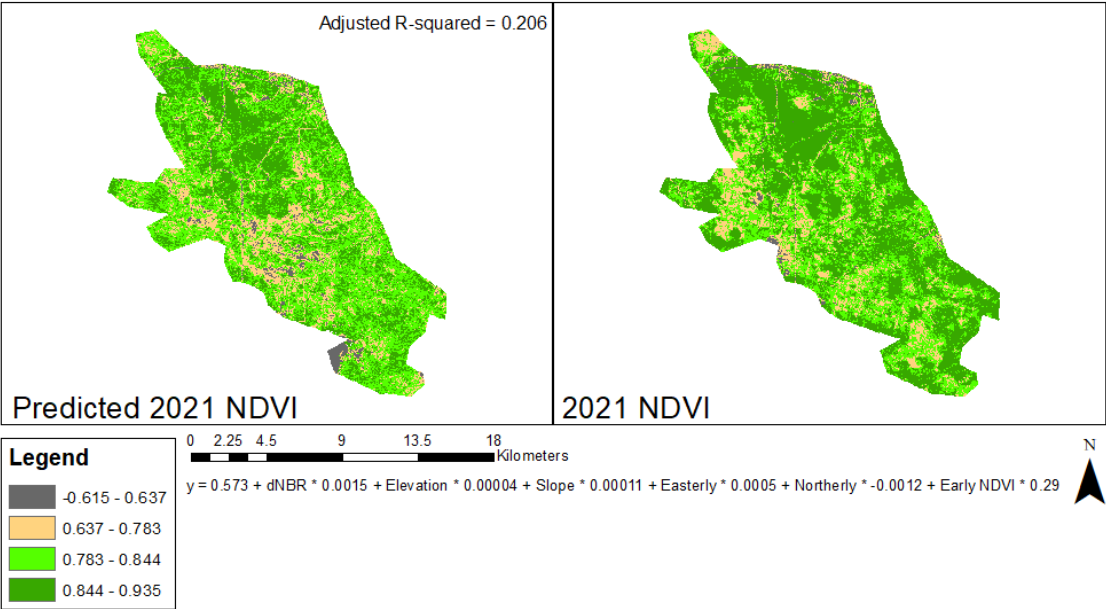 Adjusted R-squared = 0.206
Predicted 2021 NDVI
2021 NDVI
Legend
-0.615 - 0.637
0.637 - 0.783
0.783 - 0.844
0.844 - 0.935
0 2.25 4.5 9 13.5 18
Kilometers
y = 0.573 + dNBR * 0.0015 + Elevation * 0.00004 + Slope * 0.00011 + Easterly * 0.0005 + Northerly * -0.0012 + Early NDVI * 0.29
N